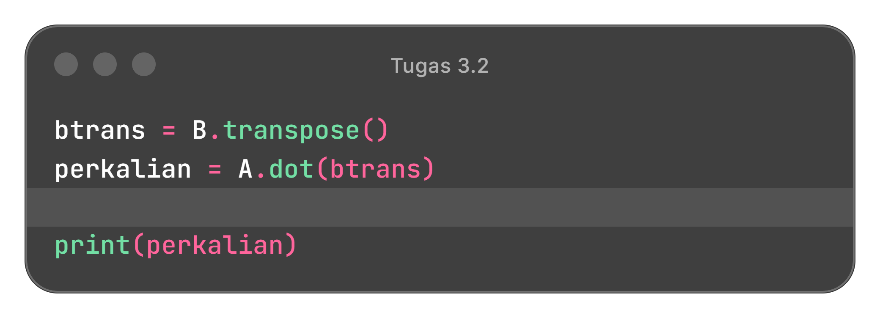 Tugas 3.2
btrans = B.transpose()
perkalian = A.dot(btrans)
print(perkalian)